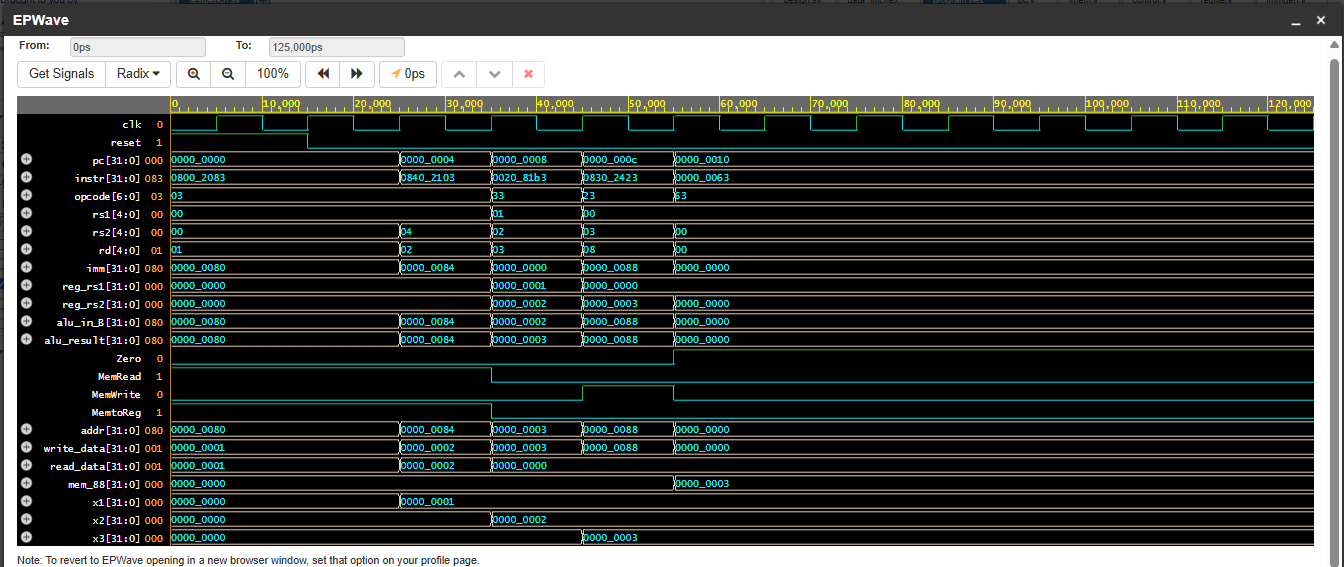 EPWave
From: 0ps To: 125,000ps
Get Signals Radix 100% 0ps
0 10,000 20,000 30,000 40,000 50,000 60,000 70,000 80,000 90,000 100,000 110,000 120,000
clk 0
reset 1
pc[31:0] 000 0000_0000 0000_0004 0000_0008 0000_000c 0000_0010
instr[31:0] 083 0800_2083 0840_2103 0020_81b3 0830_2423 0000_0063
opcode[6:0] 03 03 33 23 63
rs1[4:0] 00 00 01 00
rs2[4:0] 00 00 04 02 03 00
rd[4:0] 01 01 02 03 08 00
imm[31:0] 080 0000_0080 0000_0084 0000_0000 0000_0088 0000_0000
reg_rs1[31:0] 000 0000_0000 0000_0001 0000_0000
reg_rs2[31:0] 000 0000_0000 0000_0002 0000_0003 0000_0000
alu_in_B[31:0] 080 0000_0080 0000_0084 0000_0002 0000_0088 0000_0000
alu_result[31:0] 080 0000_0080 0000_0084 0000_0003 0000_0088 0000_0000
Zero 0
MemRead 1
MemWrite 0
MemtoReg 1
addr[31:0] 080 0000_0080 0000_0084 0000_0003 0000_0088 0000_0000
write_data[31:0] 001 0000_0001 0000_0002 0000_0003 0000_0088 0000_0000
read_data[31:0] 001 0000_0001 0000_0002 0000_0000
mem_88[31:0] 000 0000_0000 0000_0003
x1[31:0] 000 0000_0000 0000_0001
x2[31:0] 000 0000_0000 0000_0002
x3[31:0] 000 0000_0000 0000_0003
Note: To revert to EPWave opening in a new browser window, set that option on your profile page.